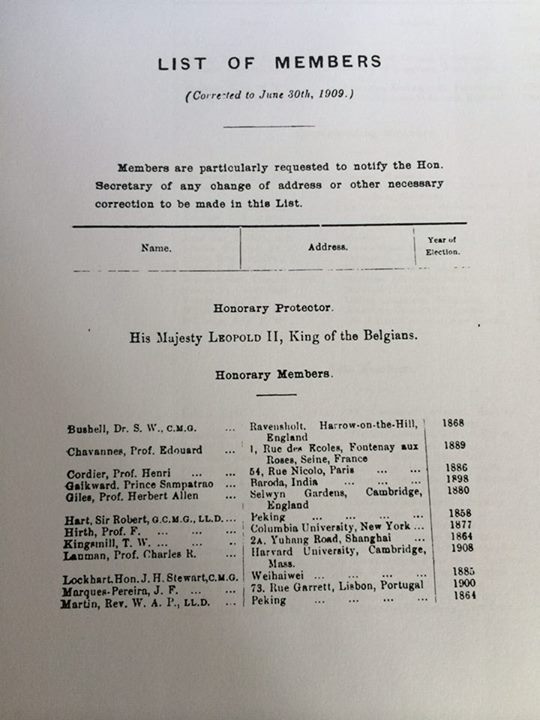 LIST OF MEMBERS
(Corrected to June 30th, 1909.)
Members are particularly requested to notify the Hon.
Secretary of any change of address or other necessary
correction to be made in this List.
Name. Address. Year of
Election.
Honorary Protector.
His Majesty LEOPOLD II, King of the Belgians.
Honorary Members.
Bushell, Dr. S. W., C.M.G. ... Ravensholt, Harrow-on-the-Hill, 1868
England
Chavannes, Prof. Edouard ... 1, Rue des Ecoles, Fontenay aux 1889
Roses, Seine, France
Cordier, Prof. Henri ... ... 54, Rue Nicolo, Paris ... ... 1886
Gaikward, Prince Sampatrao ... Baroda, India ... ... ... 1898
Giles, Prof. Herbert Allen ... Selwyn Gardens, Cambridge, 1880
England
Hart, Sir Robert, G.C.M.G., LL.D. ... Peking ... ... ... ... 1858
Hirth, Prof. F. ... ... ... Columbia University, New York ... 1877
Kingsmill, T. W. ... ... ... 2A, Yuhang Road, Shanghai ... 1864
Lanman, Prof. Charles R. ... Harvard University, Cambridge, 1908
Mass.
Lockhart, Hon. J. H. Stewart, C.M.G. Weihaiwei ... ... ... ... 1885
Marques-Pereira, J. F. ... ... 73, Rue Garrett, Lisbon, Portugal 1900
Martin, Rev. W. A. P., LL.D. ... Peking ... ... ... ... 1864